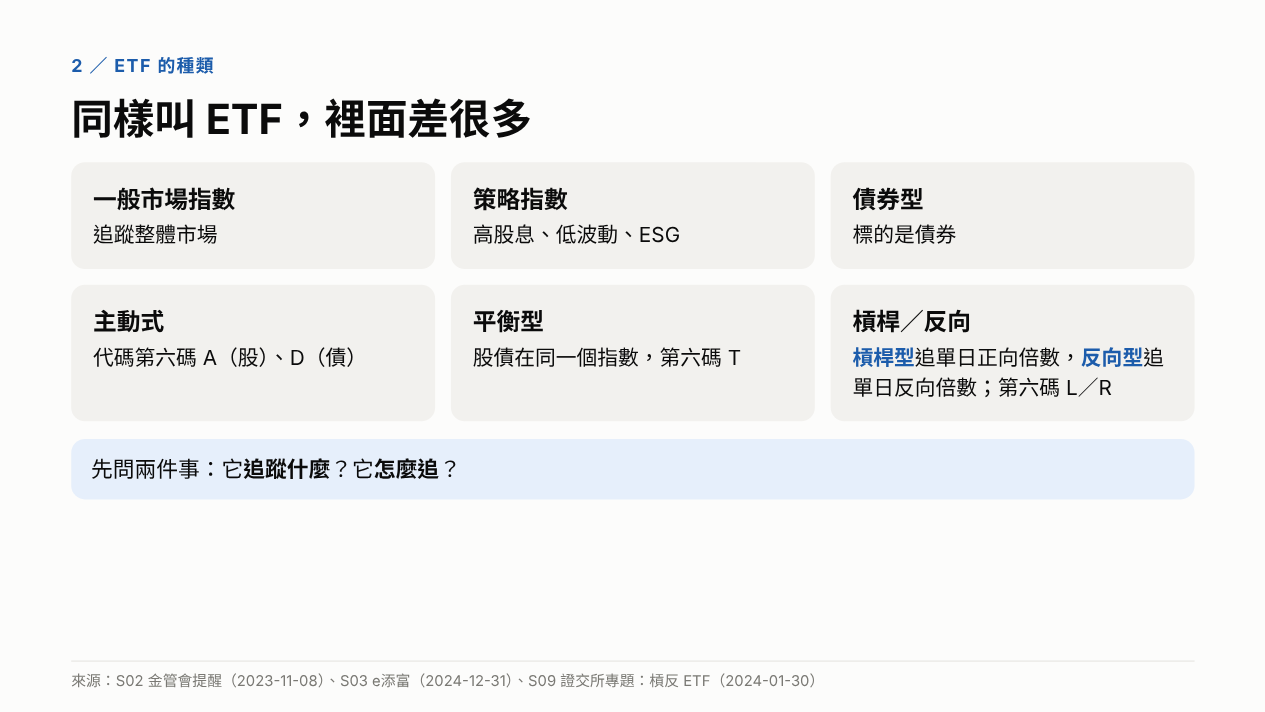 2 ／ ETF 的種類
同樣叫 ETF，裡面差很多
一般市場指數
追蹤整體市場
策略指數
高股息、低波動、ESG
債券型
標的是債券
主動式
代碼第六碼 A（股）、D（債）
平衡型
股債在同一個指數，第六碼 T
槓桿／反向
槓桿型追單日正向倍數，反向型追
單日反向倍數；第六碼 L／R
先問兩件事：它追蹤什麼？它怎麼追？
來源：S02 金管會提醒（2023-11-08）、S03 e添富（2024-12-31）、S09 證交所專題：槓反 ETF（2024-01-30）